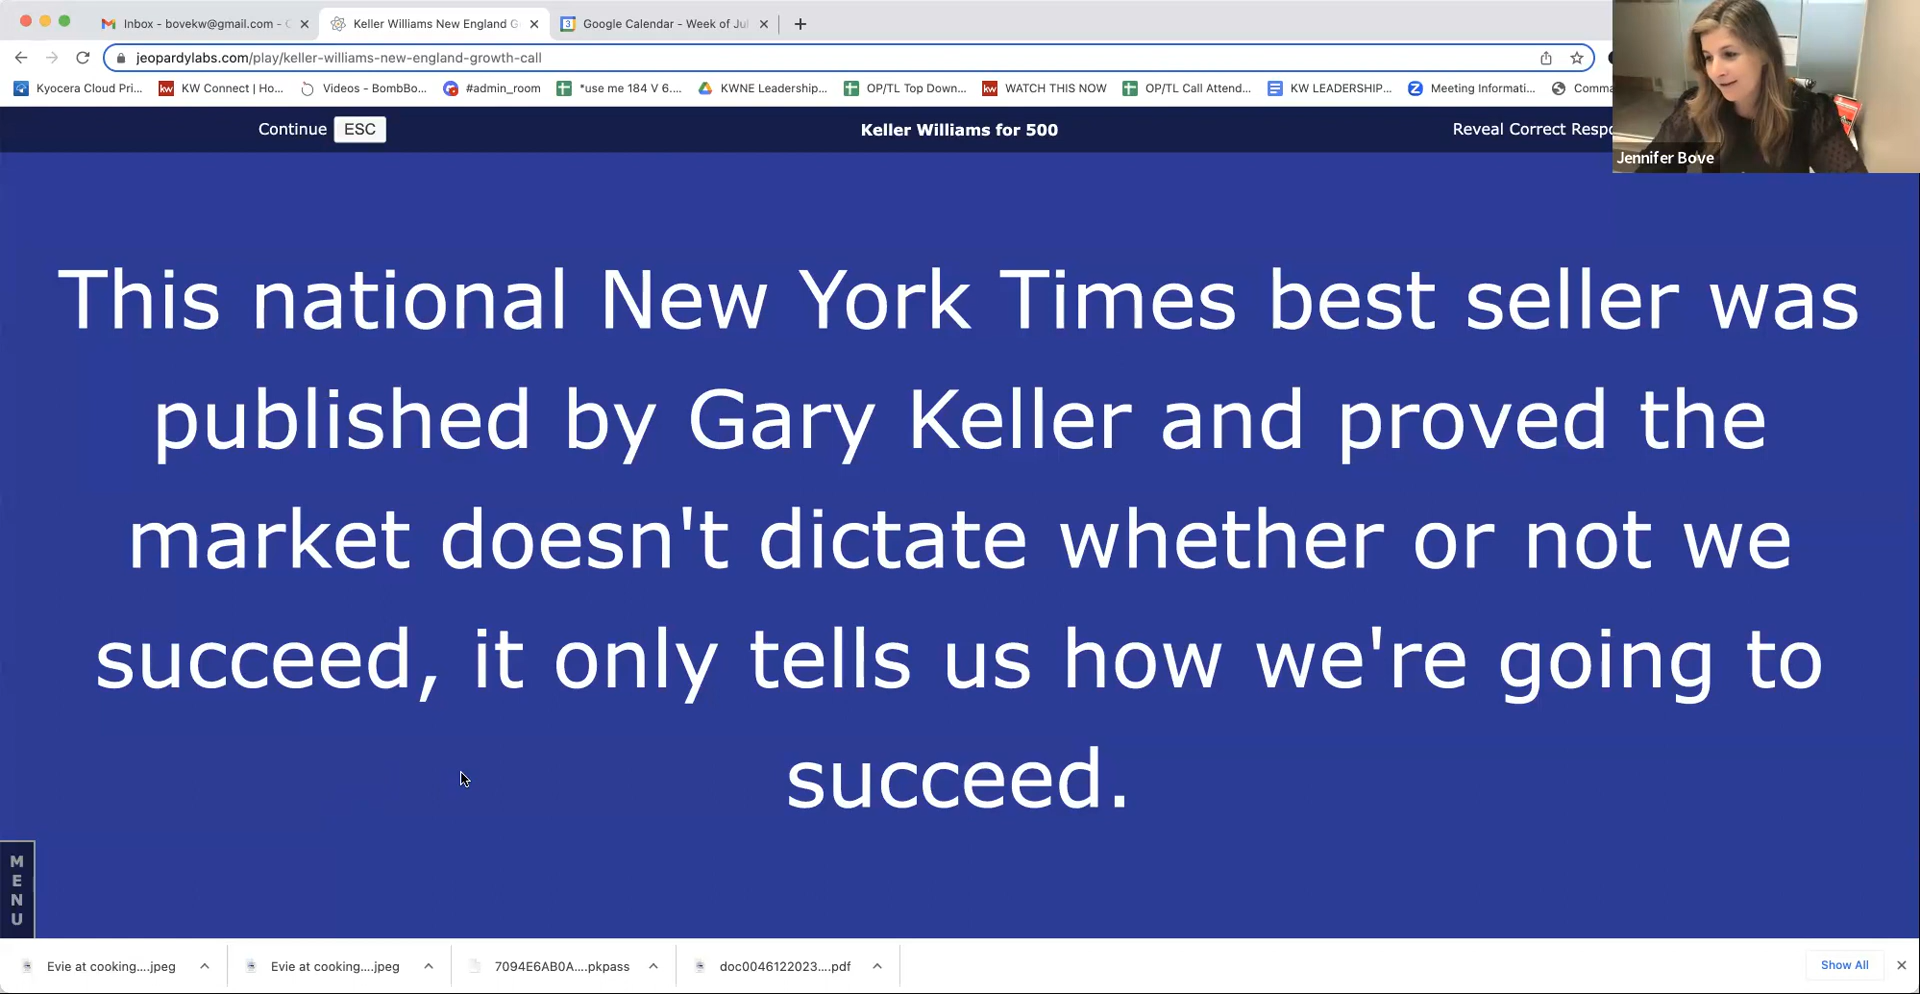 Inbox - bovekw@gmail.com - G
Keller Williams New England G
Google Calendar - Week of Jul
jeopardylabs.com/play/keller-williams-new-england-growth-call
Kyocera Cloud Pri...
KW Connect | Ho...
Videos - BombBo...
#admin_room
*use me 184 V 6....
KWNE Leadership...
OP/TL Top Down...
WATCH THIS NOW
OP/TL Call Attend...
KW LEADERSHIP...
Meeting Informati...
Comma
Continue ESC
Keller Williams for 500
Reveal Correct Respo
Jennifer Bove
This national New York Times best seller was
published by Gary Keller and proved the
market doesn't dictate whether or not we
succeed, it only tells us how we're going to
succeed.
MENU
Evie at cooking....jpeg
Evie at cooking....jpeg
7094E6AB0A....pkpass
doc0046122023....pdf
Show All